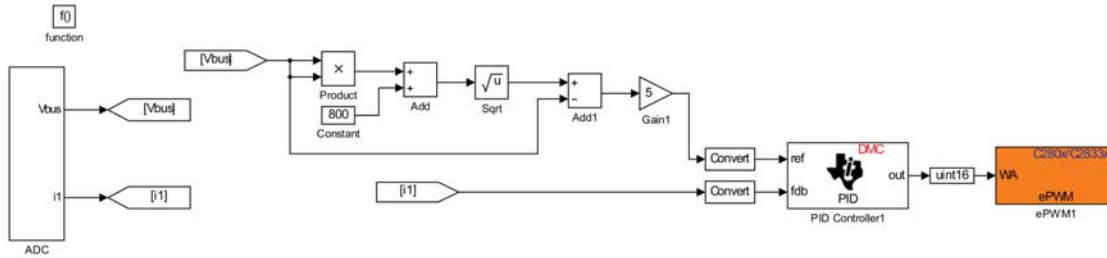 f()
function
[Vbus]
×
Product
+
+
Add
√u
Sqrt
+
−
Add1
5
Gain1
800
Constant
Vbus
[Vbus]
i1
[i1]
ADC
[i1]
Convert
Convert
DMC
ref
fdb
out
PID
PID Controller1
uint16
C280x/C2833x
WA
ePWM
ePWM1